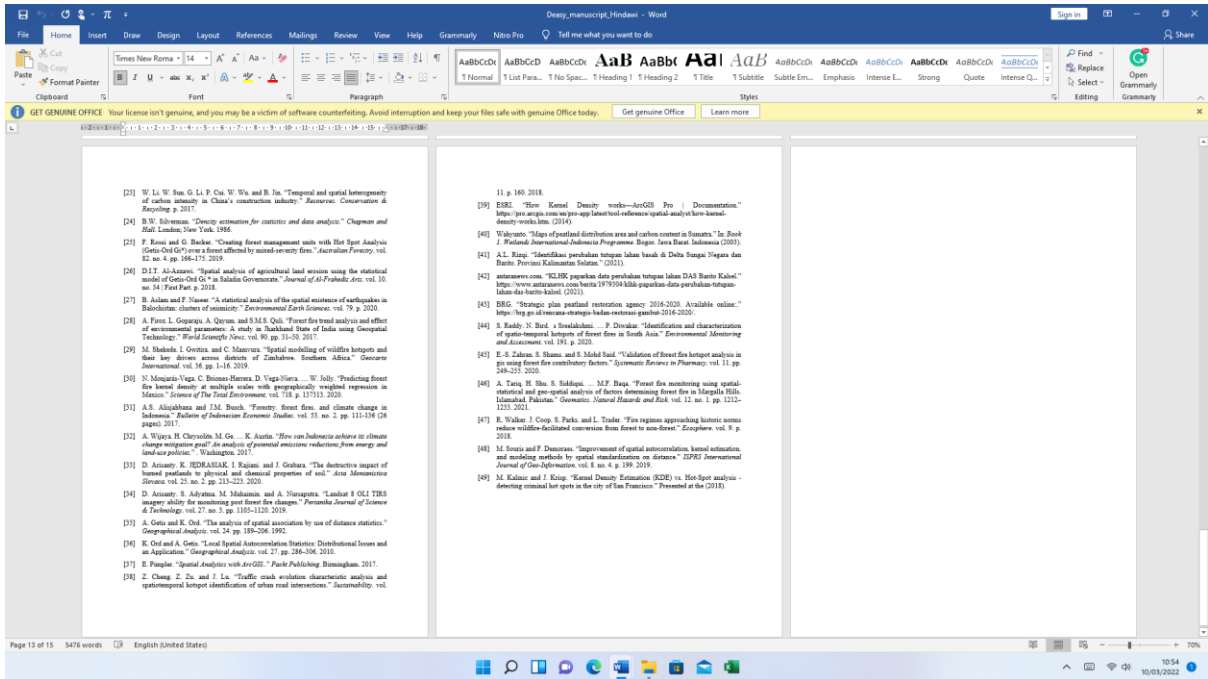 Deasy_manuscript_Hindawi - Word
Sign in
File Home Insert Draw Design Layout References Mailings Review View Help Grammarly Nitro Pro Tell me what you want to do
Share
Cut
Copy
Format Painter
Paste
Times New Roma 14
AaBbCcDc AaBbCcD AaBbCcDc AaB AaBbC AaB AaB AaBbCcDc AaBbCcDc AaBbCcDc AaBbCcDc AaBbCcDc AaBbCcDc
¶ Normal ¶ List Para... ¶ No Spac... ¶ Heading 1 ¶ Heading 2 ¶ Title ¶ Subtitle Subtle Em... Emphasis Intense E... Strong Quote Intense Q...
Find
Replace
Select
Open
Grammarly
Clipboard Font Paragraph Styles Editing Grammarly
GET GENUINE OFFICE Your license isn't genuine, and you may be a victim of software counterfeiting. Avoid interruption and keep your files safe with genuine Office today. Get genuine Office Learn more
[23] W. Li, W. Sun, G. Li, P. Cui, W. Wu, and B. Jin. "Temporal and spatial heterogeneity
of carbon intensity in China's construction industry." Resources. Conservation &
Recycling. p. 2017.
[24] B.W. Silverman. "Density estimation for statistics and data analysis." Chapman and
Hall. London; New York. 1986.
[25] F. Rossi and G. Becker. "Creating forest management units with Hot Spot Analysis
(Getis-Ord Gi*) over a forest affected by mixed-severity fires." Australian Forestry. vol.
82. no. 4. pp. 166–175. 2019.
[26] D.I.T. Al-Azzawi. "Spatial analysis of agricultural land erosion using the statistical
model of Getis-Ord Gi * in Saladin Governorate." Journal of Al-Frahedis Arts. vol. 10.
no. 34 | First Part. p. 2018.
[27] B. Aslam and F. Naseer. "A statistical analysis of the spatial existence of earthquakes in
Balochistan: clusters of seismicity." Environmental Earth Sciences. vol. 79. p. 2020.
[28] A. Firoz. L. Goparaju. A. Qayum. and S.M.S. Quli. "Forest fire trend analysis and effect
of environmental parameters: A study in Jharkhand State of India using Geospatial
Technology." World Scientific News. vol. 90. pp. 31–50. 2017.
[29] M. Shekede. I. Gwitira. and C. Mamvura. "Spatial modelling of wildfire hotspots and
their key drivers across districts of Zimbabwe. Southern Africa." Geocarto
International. vol. 36. pp. 1–16. 2019.
[30] N. Monjarás-Vega. C. Briones-Herrera. D. Vega-Nieva. … W. Jolly. "Predicting forest
fire kernel density at multiple scales with geographically weighted regression in
Mexico." Science of The Total Environment. vol. 718. p. 137313. 2020.
[31] A.S. Alisjahbana and J.M. Busch. "Forestry. forest fires. and climate change in
Indonesia." Bulletin of Indonesian Economic Studies. vol. 53. no. 2. pp. 111-136 (26
pages). 2017.
[32] A. Wijaya. H. Chrysolite. M. Ge. … K. Austin. "How can Indonesia achieve its climate
change mitigation goal? An analysis of potential emissions reductions from energy and
land-use policies." . Washington. 2017.
[33] D. Arisanty. K. JĘDRASIAK. I. Rajiani. and J. Grabara. "The destructive impact of
burned peatlands to physical and chemical properties of soil." Acta Montanistica
Slovaca. vol. 25. no. 2. pp. 213–223. 2020.
[34] D. Arisanty. S. Adyatma. M. Muhaimin. and A. Nursaputra. "Landsat 8 OLI TIRS
imagery ability for monitoring post forest fire changes." Pertanika Journal of Science
& Technology. vol. 27. no. 3. pp. 1105–1120. 2019.
[35] A. Getis and K. Ord. "The analysis of spatial association by use of distance statistics."
Geographical Analysis. vol. 24. pp. 189–206. 1992.
[36] K. Ord and A. Getis. "Local Spatial Autocorrelation Statistics: Distributional Issues and
an Application." Geographical Analysis. vol. 27. pp. 286–306. 2010.
[37] E. Pimpler. "Spatial Analytics with ArcGIS. " Packt Publishing. Birmingham. 2017.
[38] Z. Cheng. Z. Zu. and J. Lu. "Traffic crash evolution characteristic analysis and
spatiotemporal hotspot identification of urban road intersections." Sustainability. vol.
11. p. 160. 2018.
[39] ESRI. "How Kernel Density works—ArcGIS Pro | Documentation."
https://pro.arcgis.com/en/pro-app/latest/tool-reference/spatial-analyst/how-kernel-
density-works.htm. (2014).
[40] Wahyunto. "Maps of peatland distribution area and carbon content in Sumatra." In: Book
1. Wetlands International-Indonesia Programme. Bogor. Jawa Barat. Indonesia (2003).
[41] A.L. Rizqi. "Identifikasi perubahan tutupan lahan basah di Delta Sungai Negara dan
Barito. Provinsi Kalimantan Selatan." (2021).
[42] antaranews.com. "KLHK paparkan data perubahan tutupan lahan DAS Barito Kalsel."
https://www.antaranews.com/berita/1979304/klhk-paparkan-data-perubahan-tutupan-
lahan-das-barito-kalsel. (2021).
[43] BRG. "Strategic plan peatland restoration agency 2016-2020. Available online:."
https://brg.go.id/rencana-strategis-badan-restorasi-gambut-2016-2020/.
[44] S. Reddy. N. Bird. s Sreelakshmi. … P. Diwakar. "Identification and characterization
of spatio-temporal hotspots of forest fires in South Asia." Environmental Monitoring
and Assessment. vol. 191. p. 2020.
[45] E.-S. Zahran. S. Shams. and S. Mohd Said. "Validation of forest fire hotspot analysis in
gis using forest fire contributory factors." Systematic Reviews in Pharmacy. vol. 11. pp.
249–255. 2020.
[46] A. Tariq. H. Shu. S. Siddiqui. … M.F. Baqa. "Forest fire monitoring using spatial-
statistical and geo-spatial analysis of factors determining forest fire in Margalla Hills.
Islamabad. Pakistan." Geomatics. Natural Hazards and Risk. vol. 12. no. 1. pp. 1212–
1233. 2021.
[47] R. Walker. J. Coop. S. Parks. and L. Trader. "Fire regimes approaching historic norms
reduce wildfire-facilitated conversion from forest to non-forest." Ecosphere. vol. 9. p.
2018.
[48] M. Souris and F. Demoraes. "Improvement of spatial autocorrelation. kernel estimation.
and modeling methods by spatial standardization on distance." ISPRS International
Journal of Geo-Information. vol. 8. no. 4. p. 199. 2019.
[49] M. Kalinic and J. Krisp. "Kernel Density Estimation (KDE) vs. Hot-Spot analysis -
detecting criminal hot spots in the city of San Francisco." Presented at the (2018).
Page 13 of 15 5476 words English (United States)
70%
10:54
10/03/2022